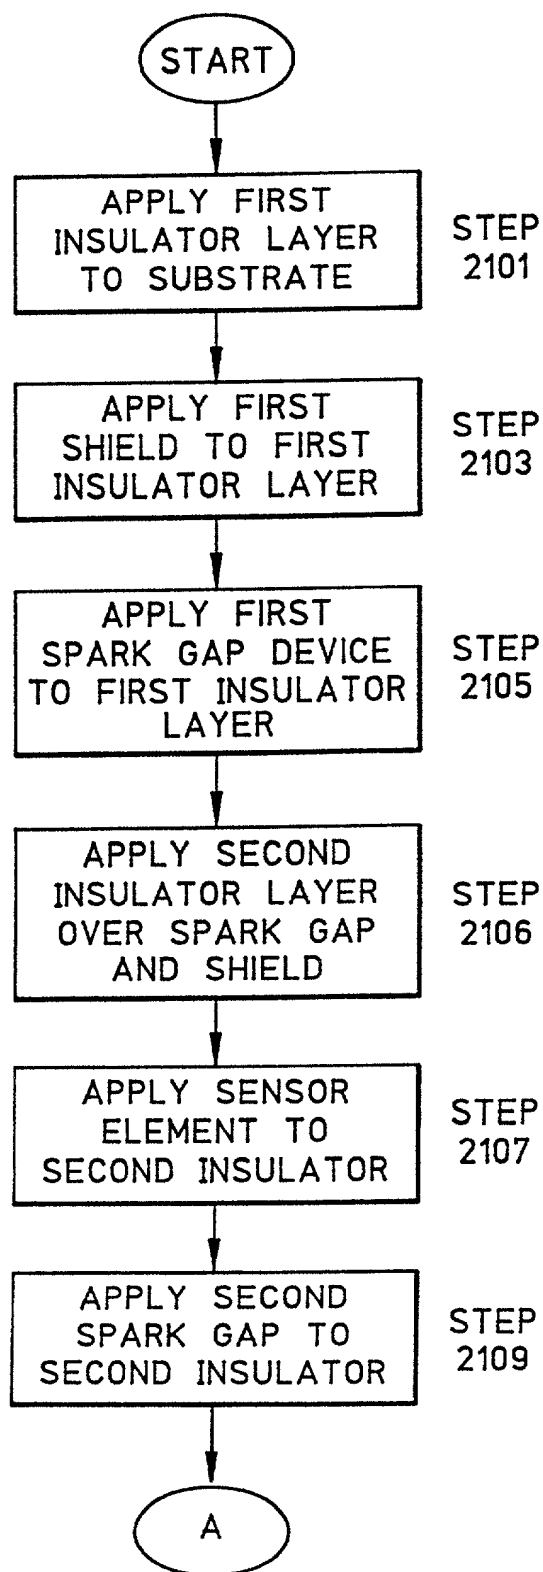 START
APPLY FIRST
INSULATOR LAYER
TO SUBSTRATE
STEP
2101
APPLY FIRST
SHIELD TO FIRST
INSULATOR LAYER
STEP
2103
APPLY FIRST
SPARK GAP DEVICE
TO FIRST INSULATOR
LAYER
STEP
2105
APPLY SECOND
INSULATOR LAYER
OVER SPARK GAP
AND SHIELD
STEP
2106
APPLY SENSOR
ELEMENT TO
SECOND INSULATOR
STEP
2107
APPLY SECOND
SPARK GAP TO
SECOND INSULATOR
STEP
2109
A